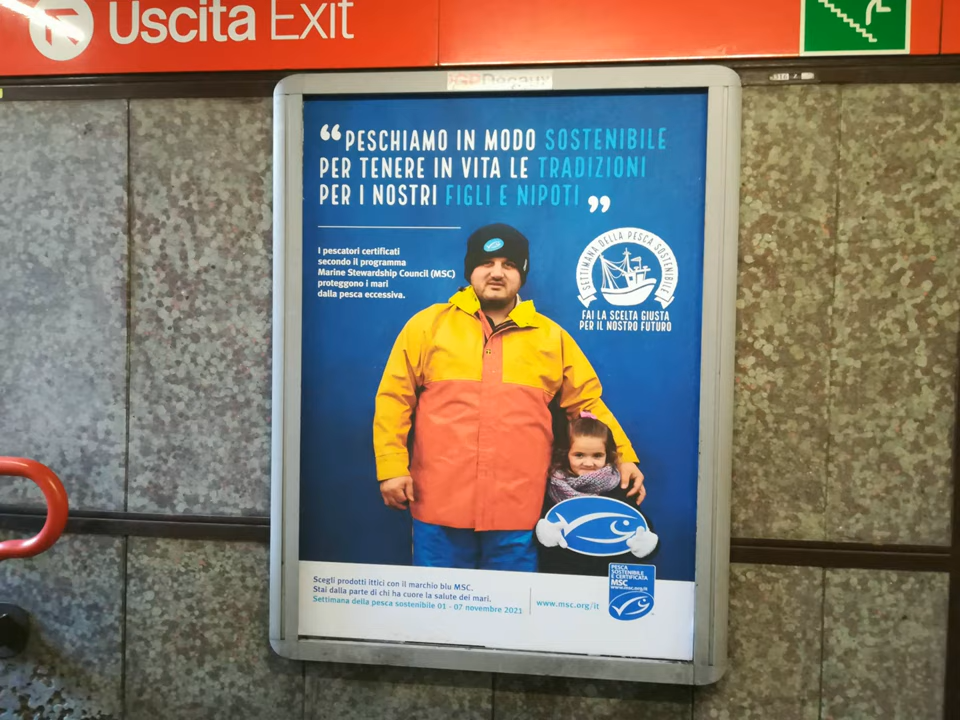 Uscita Exit
IGPDecaux
“PESCHIAMO IN MODO SOSTENIBILE
PER TENERE IN VITA LE TRADIZIONI
PER I NOSTRI FIGLI E NIPOTI”
I pescatori certificati
secondo il programma
Marine Stewardship Council (MSC)
proteggono i mari
dalla pesca eccessiva.
SETTIMANA DELLA PESCA SOSTENIBILE
FAI LA SCELTA GIUSTA
PER IL NOSTRO FUTURO
Scegli prodotti ittici con il marchio blu MSC.
Stai dalla parte di chi ha cuore la salute dei mari.
Settimana della pesca sostenibile 01 - 07 novembre 2021
www.msc.org/it
PESCA
SOSTENIBILE
E CERTIFICATA
MSC
www.msc.org/it